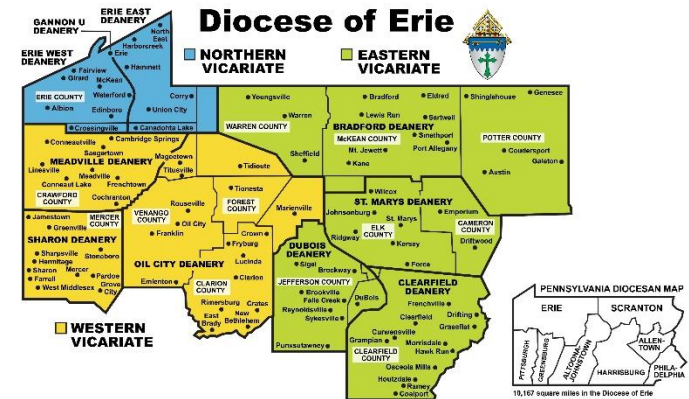 Diocese of Erie
NORTHERN
VICARIATE
EASTERN
VICARIATE
ERIE EAST
DEANERY
GANNON U
DEANERY
ERIE WEST
DEANERY
North
East
Harborcreek
Erie
Fairview
Girard
McKean
Hammett
Waterford
ERIE COUNTY
Albion
Edinboro
Corry
Union City
Crossingville
Canadohta Lake
Youngsville
Warren
WARREN COUNTY
Sheffield
Bradford
Eldred
Lewis Run
Sartwell
BRADFORD DEANERY
McKEAN COUNTY
Smethport
Mt. Jewett
Port Allegany
Kane
Shinglehouse
Genesee
POTTER COUNTY
Coudersport
Galeton
Austin
Conneautville
Cambridge Springs
Saegertown
MEADVILLE DEANERY
Mageetown
Titusville
Linesville
Meadville
Conneaut Lake
Frenchtown
CRAWFORD
COUNTY
Cochranton
Tidioute
Jamestown
MERCER
COUNTY
Greenville
SHARON DEANERY
Sharpsville
Stoneboro
Hermitage
Sharon
Mercer
Farrell
Pardoe
Grove
City
West Middlesex
VENANGO
COUNTY
Rouseville
Oil City
Franklin
OIL CITY DEANERY
Emlenton
Tionesta
FOREST
COUNTY
Marienville
Crown
Fryburg
Lucinda
CLARION
COUNTY
Clarion
Rimersburg
Crates
East
Brady
New
Bethlehem
Wilcox
ST. MARYS DEANERY
Johnsonburg
St. Marys
Emporium
ELK
COUNTY
CAMERON
COUNTY
Ridgway
Kersey
Driftwood
Force
DUBOIS
DEANERY
Sigel
Brockway
JEFFERSON COUNTY
Brookville
Falls Creek
DuBois
Reynoldsville
Sykesville
Punxsutawney
CLEARFIELD
DEANERY
Frenchville
Clearfield
Drifting
Curwensville
Grassflat
Grampian
Morrisdale
Hawk Run
CLEARFIELD
COUNTY
Osceola Mills
Houtzdale
Ramey
Coalport
WESTERN
VICARIATE
PENNSYLVANIA DIOCESAN MAP
ERIE
SCRANTON
PITTSBURGH
GREENSBURG
ALTOONA-
JOHNSTOWN
HARRISBURG
ALLEN-
TOWN
PHILA-
DELPHIA
10,167 square miles in the Diocese of Erie